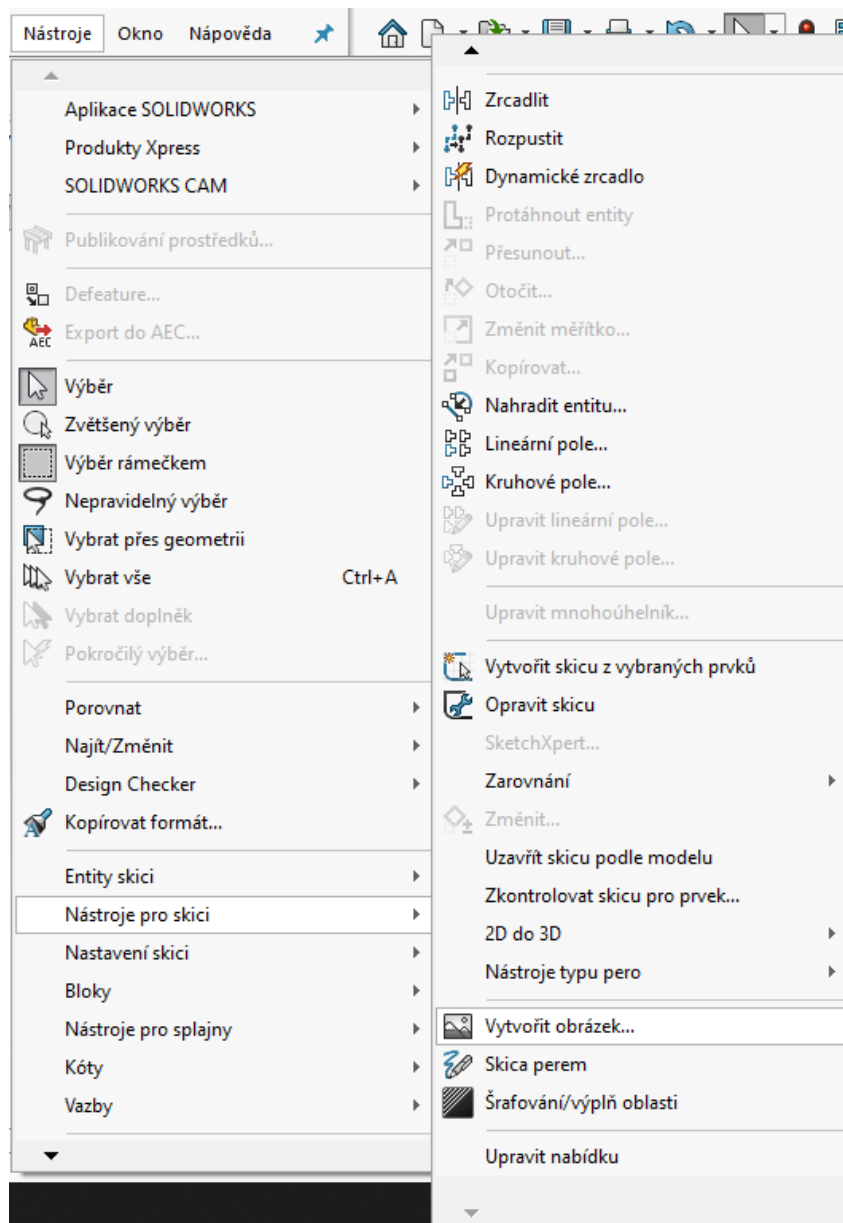 Nástroje Okno Nápověda
Aplikace SOLIDWORKS
Produkty Xpress
SOLIDWORKS CAM
Publikování prostředků...
Defeature...
Export do AEC...
AEC
Výběr
Zvětšený výběr
Výběr rámečkem
Nepravidelný výběr
Vybrat přes geometrii
Vybrat vše Ctrl+A
Vybrat doplněk
Pokročilý výběr...
Porovnat
Najít/Změnit
Design Checker
Kopírovat formát...
Entity skici
Nástroje pro skici
Nastavení skici
Bloky
Nástroje pro splajny
Kóty
Vazby
Zrcadlit
Rozpustit
Dynamické zrcadlo
Protáhnout entity
Přesunout...
Otočit...
Změnit měřítko...
Kopírovat...
Nahradit entitu...
Lineární pole...
Kruhové pole...
Upravit lineární pole...
Upravit kruhové pole...
Upravit mnohoúhelník...
Vytvořit skicu z vybraných prvků
Opravit skicu
SketchXpert...
Zarovnání
Změnit...
Uzavřít skicu podle modelu
Zkontrolovat skicu pro prvek...
2D do 3D
Nástroje typu pero
Vytvořit obrázek...
Skica perem
Šrafování/výplň oblasti
Upravit nabídku